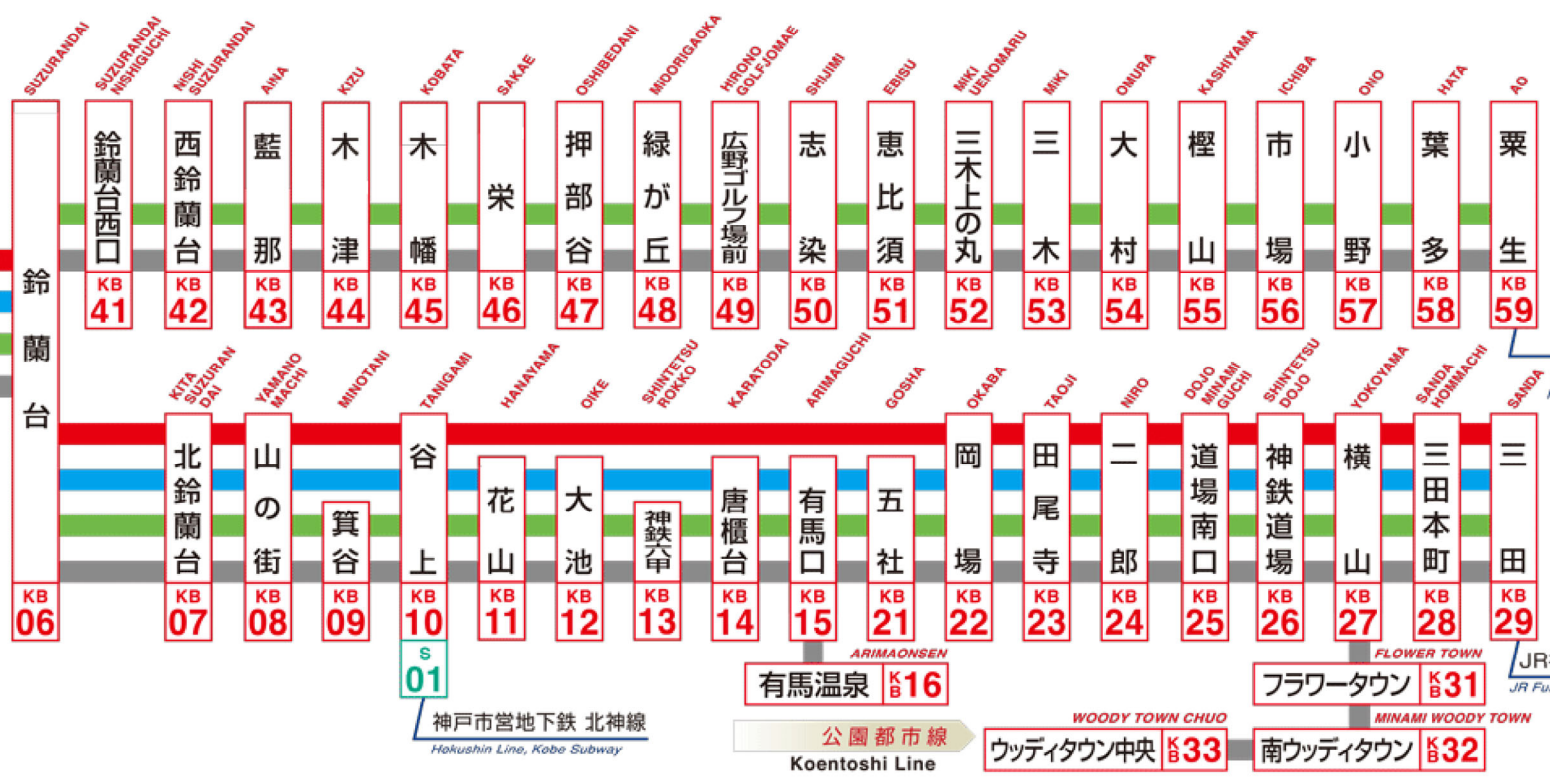 SUZURANDAI
鈴蘭台
KB
06
SUZURANDAI
NISHIGUCHI
鈴蘭台西口
KB
41
NISHI
SUZURANDAI
西鈴蘭台
KB
42
AINA
藍那
KB
43
KIZU
木津
KB
44
KOBATA
木幡
KB
45
SAKAE
栄
KB
46
OSHIBEDANI
押部谷
KB
47
MIDORIGAOKA
緑が丘
KB
48
HIRONO
GOLFJOMAE
広野ゴルフ場前
KB
49
SHIJIMI
志染
KB
50
EBISU
恵比須
KB
51
MIKI
UENOMARU
三木上の丸
KB
52
MIKI
三木
KB
53
OMURA
大村
KB
54
KASHIYAMA
樫山
KB
55
ICHIBA
市場
KB
56
ONO
小野
KB
57
HATA
葉多
KB
58
AO
粟生
KB
59
KITA
SUZURAN
DAI
北鈴蘭台
KB
07
YAMANO
MACHI
山の街
KB
08
MINOTANI
箕谷
KB
09
TANIGAMI
谷上
KB
10
S
01
神戸市営地下鉄 北神線
Hokushin Line, Kobe Subway
HANAYAMA
花山
KB
11
OIKE
大池
KB
12
SHINTETSU
ROKKO
神鉄六甲
KB
13
KARATODAI
唐櫃台
KB
14
ARIMAGUCHI
有馬口
KB
15
GOSHA
五社
KB
21
OKABA
岡場
KB
22
TAOJI
田尾寺
KB
23
NIRO
二郎
KB
24
DOJO
MINAMI
GUCHI
道場南口
KB
25
SHINTETSU
DOJO
神鉄道場
KB
26
YOKOYAMA
横山
KB
27
SANDA
HOMMACHI
三田本町
KB
28
SANDA
三田
KB
29
JR
JR Fu
ARIMAONSEN
有馬温泉 KB16
FLOWER TOWN
フラワータウン KB31
公園都市線
Koentoshi Line
WOODY TOWN CHUO
ウッディタウン中央 KB33
MINAMI WOODY TOWN
南ウッディタウン KB32